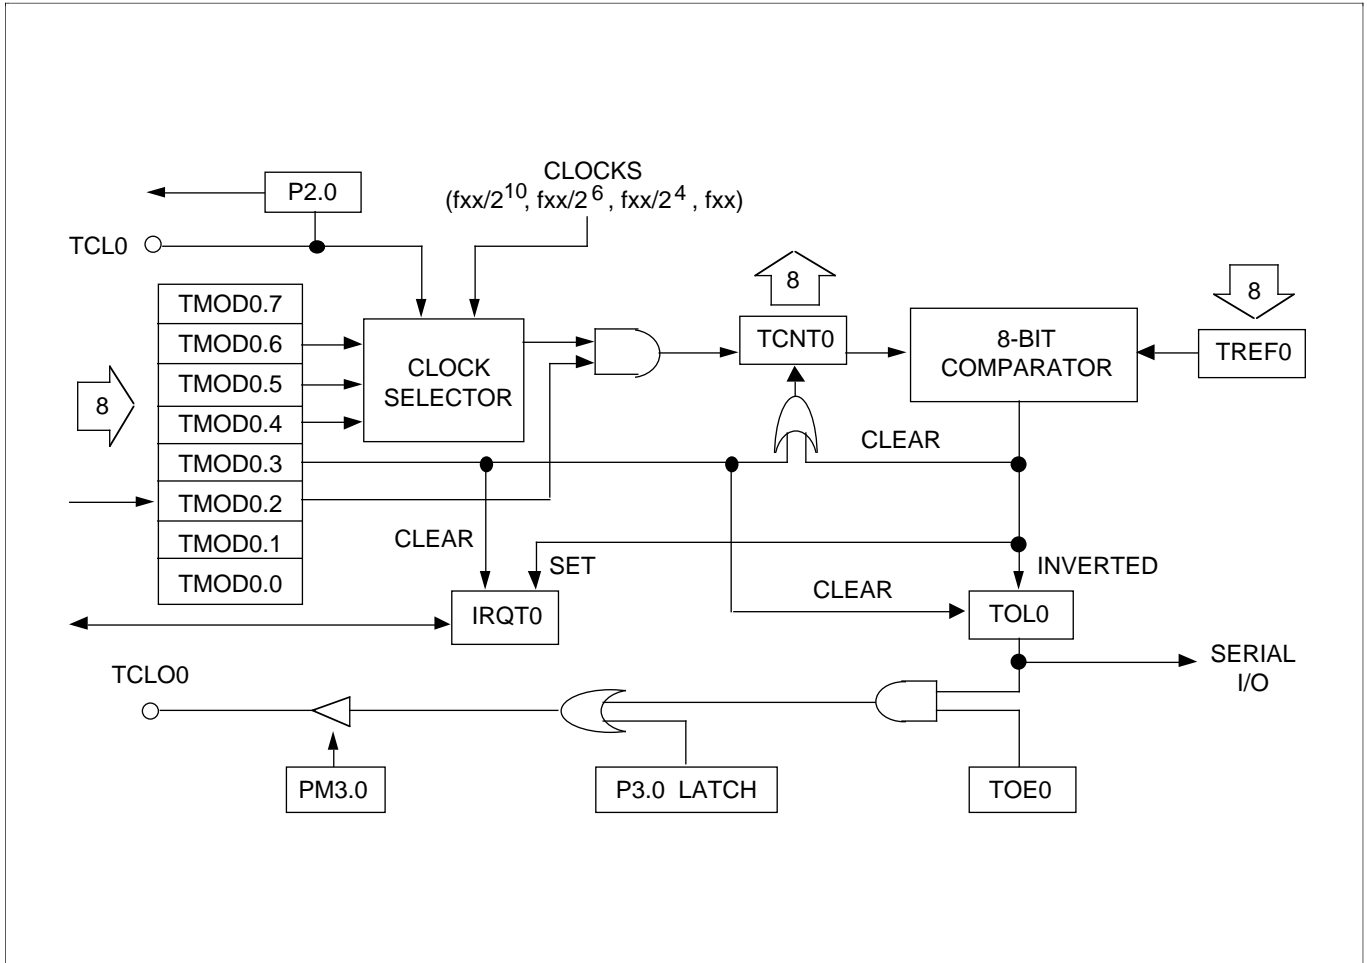 CLOCKS
(fxx/2^10, fxx/2^6, fxx/2^4, fxx)
P2.0
TCL0
8
8
TMOD0.7
TMOD0.6
TMOD0.5
TMOD0.4
TMOD0.3
TMOD0.2
TMOD0.1
TMOD0.0
8
CLOCK
SELECTOR
TCNT0
8-BIT
COMPARATOR
TREF0
CLEAR
CLEAR
SET
INVERTED
CLEAR
IRQT0
TOL0
SERIAL
I/O
TCLO0
PM3.0
P3.0 LATCH
TOE0